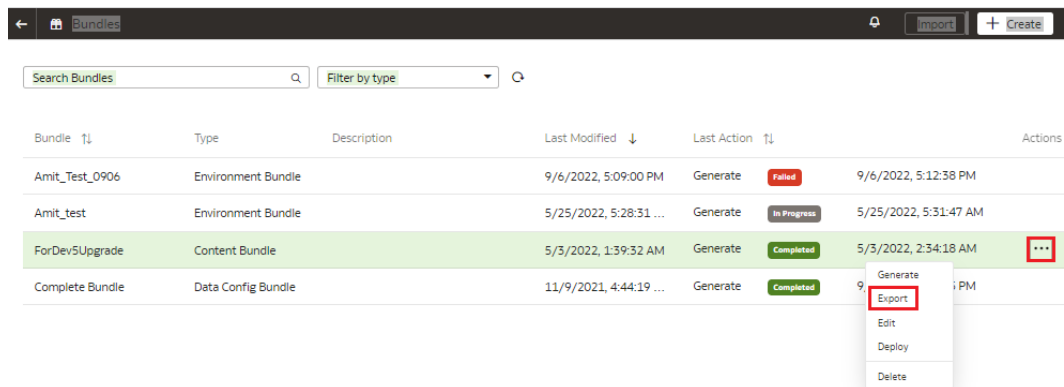 Bundles Import + Create
Search Bundles Filter by type
Bundle Type Description Last Modified Last Action Actions
Amit_Test_0906 Environment Bundle 9/6/2022, 5:09:00 PM Generate Failed 9/6/2022, 5:12:38 PM
Amit_test Environment Bundle 5/25/2022, 5:28:31 ... Generate In Progress 5/25/2022, 5:31:47 AM
ForDev5Upgrade Content Bundle 5/3/2022, 1:39:32 AM Generate Completed 5/3/2022, 2:34:18 AM ...
Complete Bundle Data Config Bundle 11/9/2021, 4:44:19 ... Generate Completed 9 PM
Generate
Export
Edit
Deploy
Delete